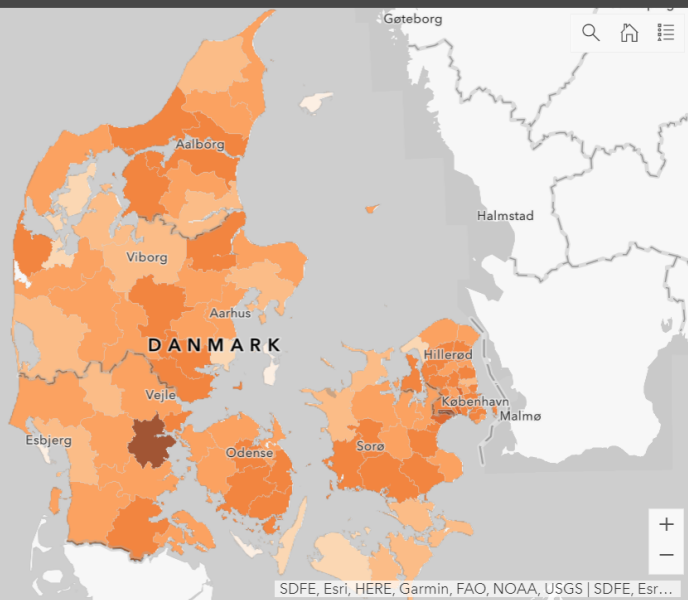 Gøteborg
Aalborg
Halmstad
Viborg
Aarhus
DANMARK
Hillerød
Vejle
København
Malmø
Esbjerg
Sorø
Odense
SDFE, Esri, HERE, Garmin, FAO, NOAA, USGS | SDFE, Esr...